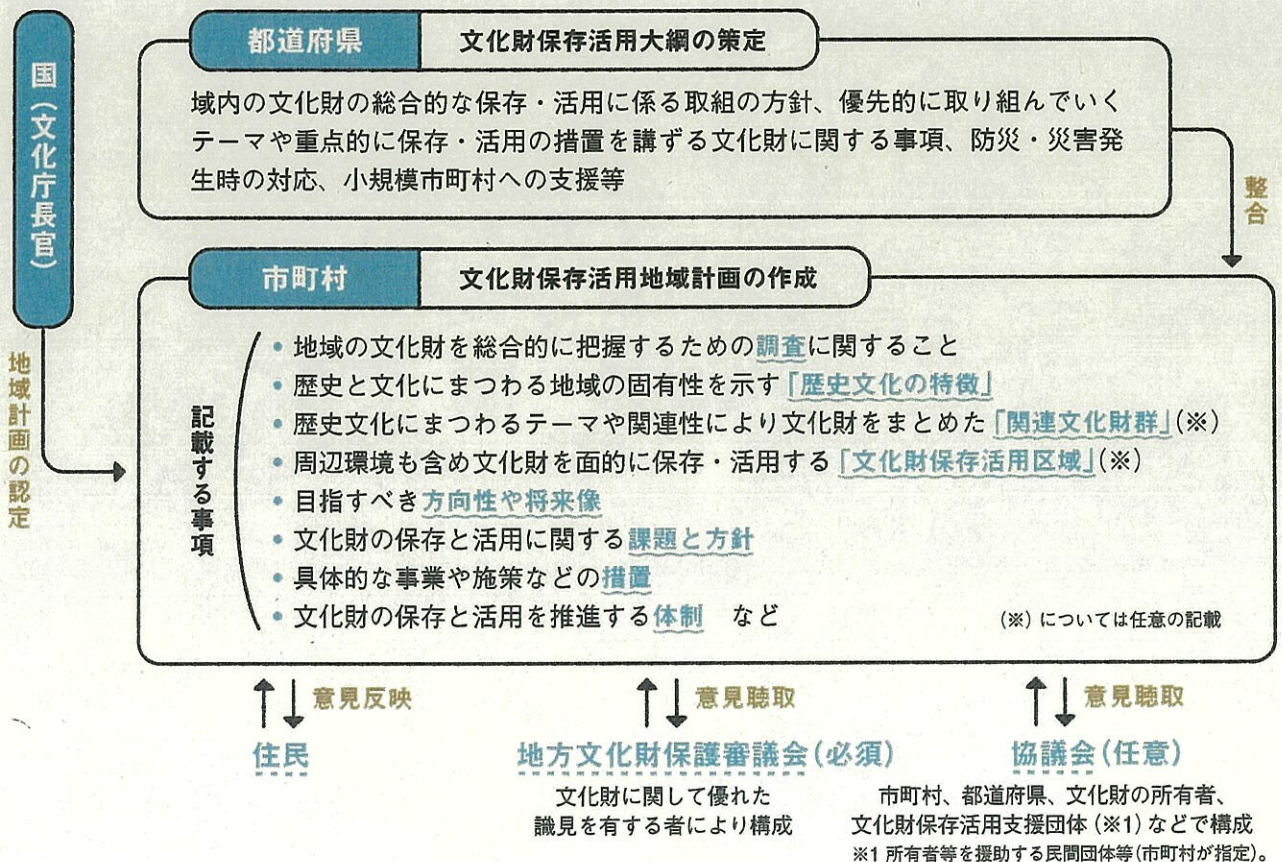 国（文化庁長官）
地域計画の認定
都道府県 文化財保存活用大綱の策定
域内の文化財の総合的な保存・活用に係る取組の方針、優先的に取り組んでいく
テーマや重点的に保存・活用の措置を講ずる文化財に関する事項、防災・災害発
生時の対応、小規模市町村への支援等
整合
市町村 文化財保存活用地域計画の作成
記載する事項
• 地域の文化財を総合的に把握するための調査に関すること
• 歴史と文化にまつわる地域の固有性を示す「歴史文化の特徴」
• 歴史文化にまつわるテーマや関連性により文化財をまとめた「関連文化財群」(※)
• 周辺環境も含め文化財を面的に保存・活用する「文化財保存活用区域」(※)
• 目指すべき方向性や将来像
• 文化財の保存と活用に関する課題と方針
• 具体的な事業や施策などの措置
• 文化財の保存と活用を推進する体制 など
(※) については任意の記載
意見反映
住民
意見聴取
地方文化財保護審議会(必須)
文化財に関して優れた
識見を有する者により構成
意見聴取
協議会(任意)
市町村、都道府県、文化財の所有者、
文化財保存活用支援団体(※1)などで構成
※1 所有者等を援助する民間団体等(市町村が指定)。